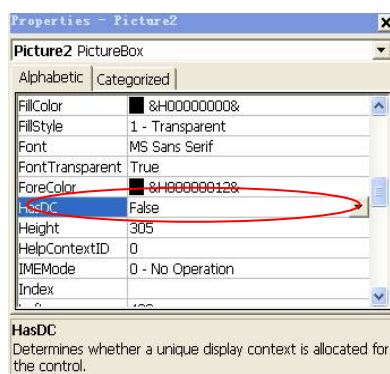 Properties - Picture2
Picture2 PictureBox
Alphabetic Categorized
FillColor &H00000000&
FillStyle 1 - Transparent
Font MS Sans Serif
FontTransparent True
ForeColor &H00000012&
HasDC False
Height 305
HelpContextID 0
IMEMode 0 - No Operation
Index
HasDC
Determines whether a unique display context is allocated for
the control.